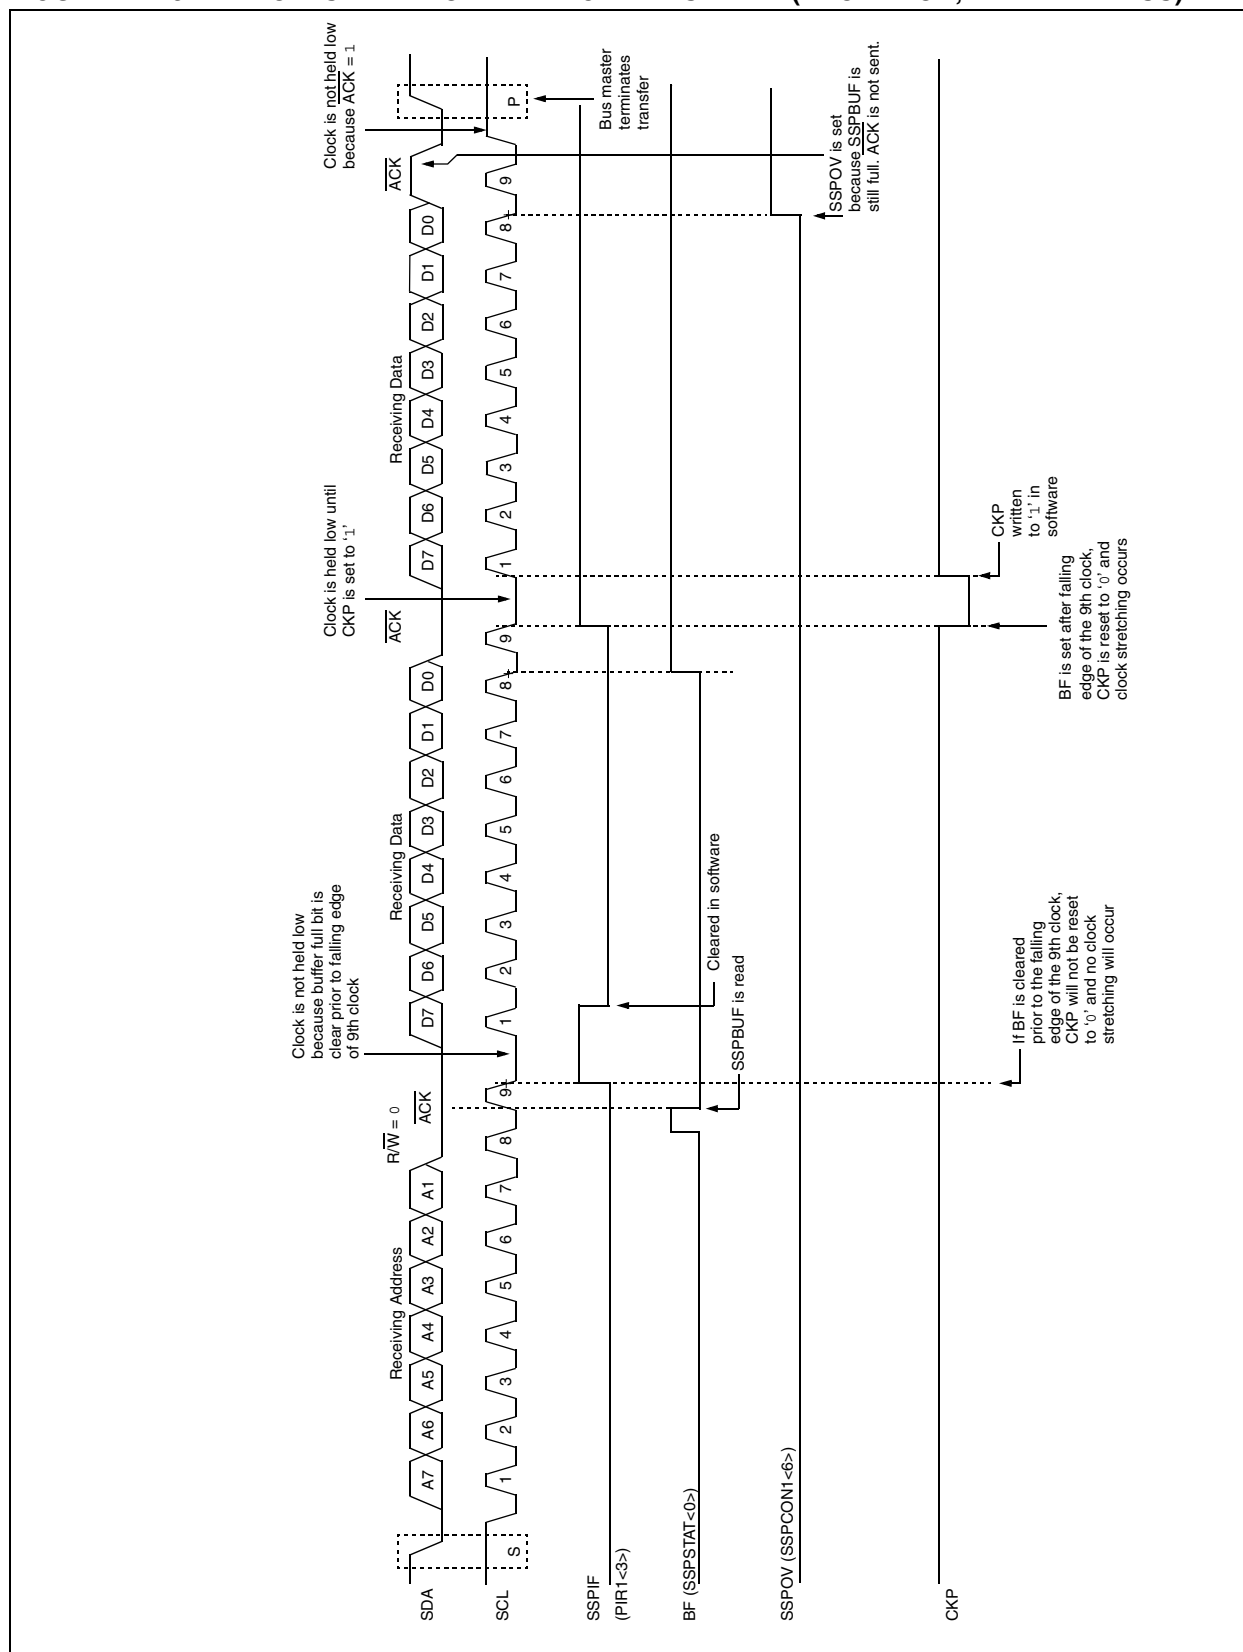 SDA
SCL
SSPIF
(PIR1<3>)
BF (SSPSTAT<0>)
SSPOV (SSPCON1<6>)
CKP
S
Receiving Address
A7 A6 A5 A4 A3 A2 A1
R/W = 0
ACK
1 2 3 4 5 6 7 8 9
Clock is not held low
because buffer full bit is
clear prior to falling edge
of 9th clock
Receiving Data
D7 D6 D5 D4 D3 D2 D1 D0
ACK
1 2 3 4 5 6 7 8 9
Clock is held low until
CKP is set to ‘1’
Receiving Data
D7 D6 D5 D4 D3 D2 D1 D0
ACK
1 2 3 4 5 6 7 8 9
Clock is not held low
because ACK = 1
P
Bus master
terminates
transfer
Cleared in software
SSPBUF is read
SSPOV is set
because SSPBUF is
still full. ACK is not sent.
If BF is cleared
prior to the falling
edge of the 9th clock,
CKP will not be reset
to ‘0’ and no clock
stretching will occur
CKP
written
to ‘1’ in
software
BF is set after falling
edge of the 9th clock,
CKP is reset to ‘0’ and
clock stretching occurs